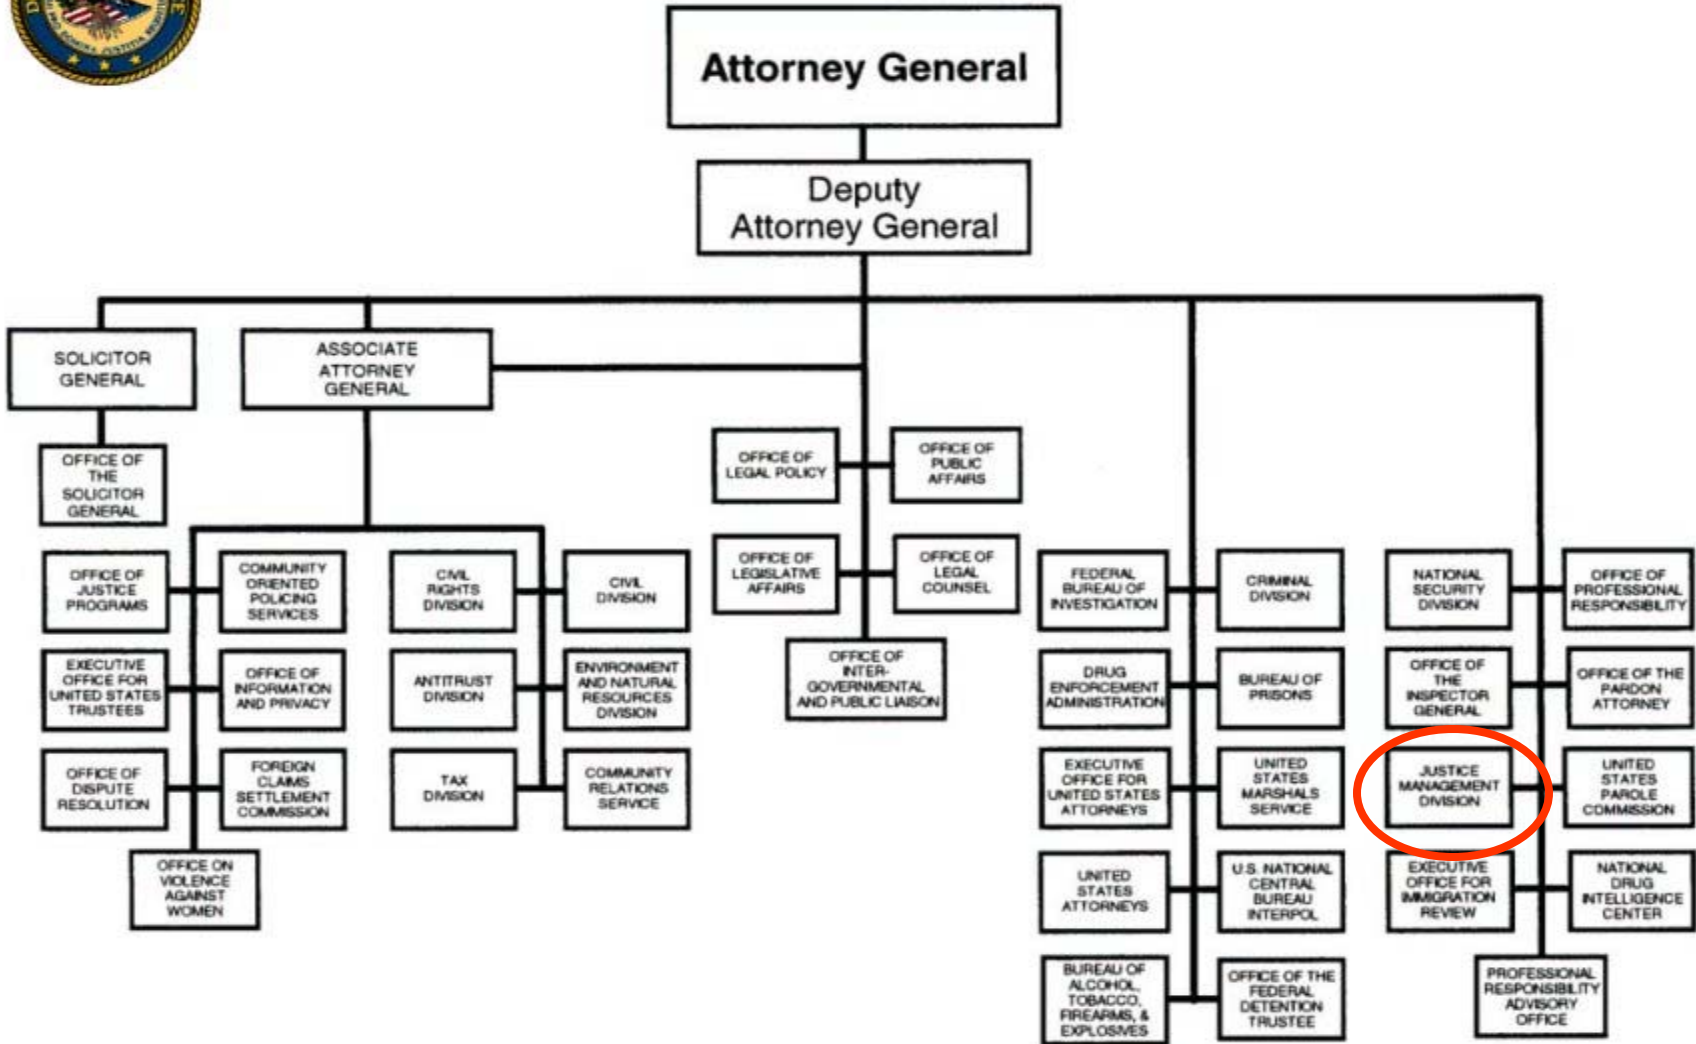 Attorney General
Deputy
Attorney General
SOLICITOR
GENERAL
ASSOCIATE
ATTORNEY
GENERAL
OFFICE OF
THE
SOLICITOR
GENERAL
OFFICE OF
LEGAL POLICY
OFFICE OF
PUBLIC
AFFAIRS
OFFICE OF
LEGISLATIVE
AFFAIRS
OFFICE OF
LEGAL
COUNSEL
OFFICE OF
INTER-
GOVERNMENTAL
AND PUBLIC LIAISON
OFFICE OF
JUSTICE
PROGRAMS
COMMUNITY
ORIENTED
POLICING
SERVICES
EXECUTIVE
OFFICE FOR
UNITED STATES
TRUSTEES
OFFICE OF
INFORMATION
AND PRIVACY
OFFICE OF
DISPUTE
RESOLUTION
FOREIGN
CLAIMS
SETTLEMENT
COMMISSION
OFFICE ON
VIOLENCE
AGAINST
WOMEN
CIVIL
RIGHTS
DIVISION
CIVIL
DIVISION
ANTITRUST
DIVISION
ENVIRONMENT
AND NATURAL
RESOURCES
DIVISION
TAX
DIVISION
COMMUNITY
RELATIONS
SERVICE
FEDERAL
BUREAU OF
INVESTIGATION
CRIMINAL
DIVISION
DRUG
ENFORCEMENT
ADMINISTRATION
BUREAU OF
PRISONS
EXECUTIVE
OFFICE FOR
UNITED STATES
ATTORNEYS
UNITED
STATES
MARSHALS
SERVICE
UNITED
STATES
ATTORNEYS
U.S. NATIONAL
CENTRAL
BUREAU
INTERPOL
BUREAU OF
ALCOHOL,
TOBACCO,
FIREARMS, &
EXPLOSIVES
OFFICE OF THE
FEDERAL
DETENTION
TRUSTEE
NATIONAL
SECURITY
DIVISION
OFFICE OF
PROFESSIONAL
RESPONSIBILITY
OFFICE OF
THE
INSPECTOR
GENERAL
OFFICE OF THE
PARDON
ATTORNEY
JUSTICE
MANAGEMENT
DIVISION
UNITED
STATES
PAROLE
COMMISSION
EXECUTIVE
OFFICE FOR
IMMIGRATION
REVIEW
NATIONAL
DRUG
INTELLIGENCE
CENTER
PROFESSIONAL
RESPONSIBILITY
ADVISORY
OFFICE